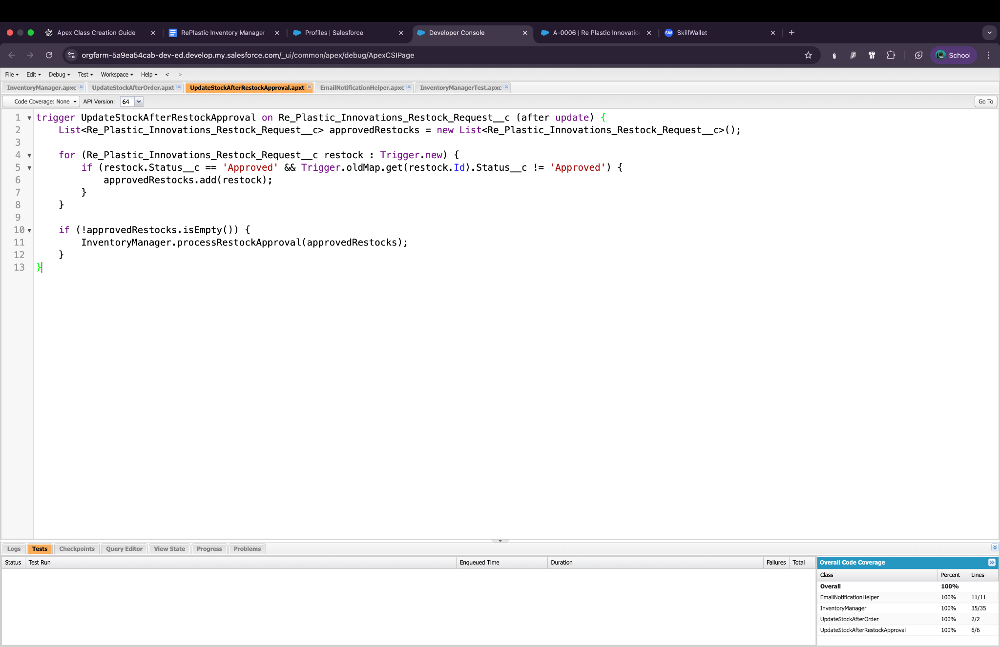 Apex Class Creation Guide
RePlastic Inventory Manager
Profiles | Salesforce
Developer Console
A-0006 | Re Plastic Innovatio
SW SkillWallet
orgfarm-5a9ea54cab-dev-ed.develop.my.salesforce.com/_ui/common/apex/debug/ApexCSIPage
School
File Edit Debug Test Workspace Help < >
InventoryManager.apxc UpdateStockAfterOrder.apxt UpdateStockAfterRestockApproval.apxt EmailNotificationHelper.apxc InventoryManagerTest.apxc
Code Coverage: None API Version: 64 Go To
1 trigger UpdateStockAfterRestockApproval on Re_Plastic_Innovations_Restock_Request__c (after update) {
2     List<Re_Plastic_Innovations_Restock_Request__c> approvedRestocks = new List<Re_Plastic_Innovations_Restock_Request__c>();
3
4     for (Re_Plastic_Innovations_Restock_Request__c restock : Trigger.new) {
5         if (restock.Status__c == 'Approved' && Trigger.oldMap.get(restock.Id).Status__c != 'Approved') {
6             approvedRestocks.add(restock);
7         }
8     }
9
10     if (!approvedRestocks.isEmpty()) {
11         InventoryManager.processRestockApproval(approvedRestocks);
12     }
13 }
Logs Tests Checkpoints Query Editor View State Progress Problems
Status Test Run Enqueued Time Duration Failures Total
Overall Code Coverage
Class Percent Lines
Overall 100%
EmailNotificationHelper 100% 11/11
InventoryManager 100% 35/35
UpdateStockAfterOrder 100% 2/2
UpdateStockAfterRestockApproval 100% 6/6